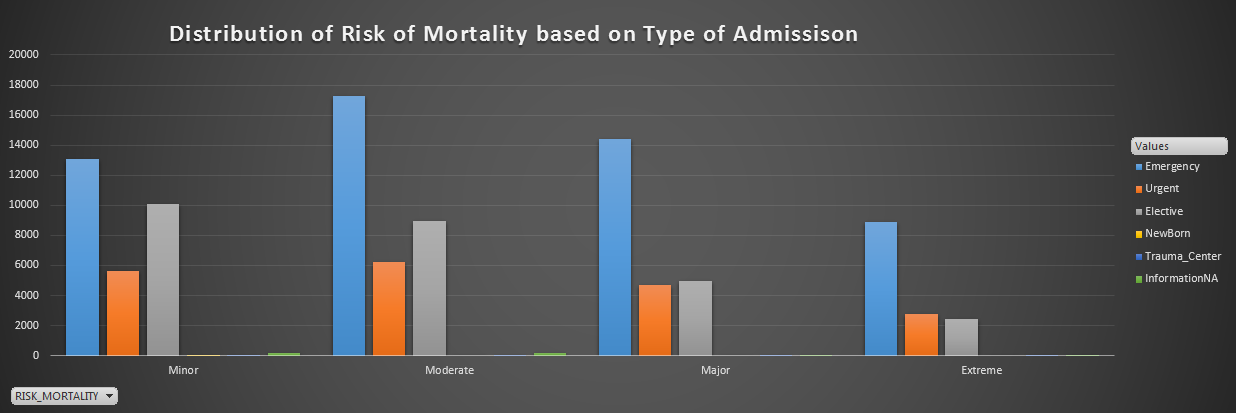 Distribution of Risk of Mortality based on Type of Admissison
20000
18000
16000
14000
12000
10000
8000
6000
4000
2000
0
Minor
Moderate
Major
Extreme
Values
Emergency
Urgent
Elective
NewBorn
Trauma_Center
InformationNA
RISK_MORTALITY